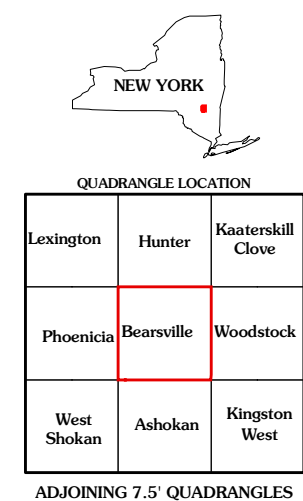 NEW YORK
QUADRANGLE LOCATION
Lexington
Hunter
Kaaterskill
Clove
Phoenicia
Bearsville
Woodstock
West
Shokan
Ashokan
Kingston
West
ADJOINING 7.5' QUADRANGLES